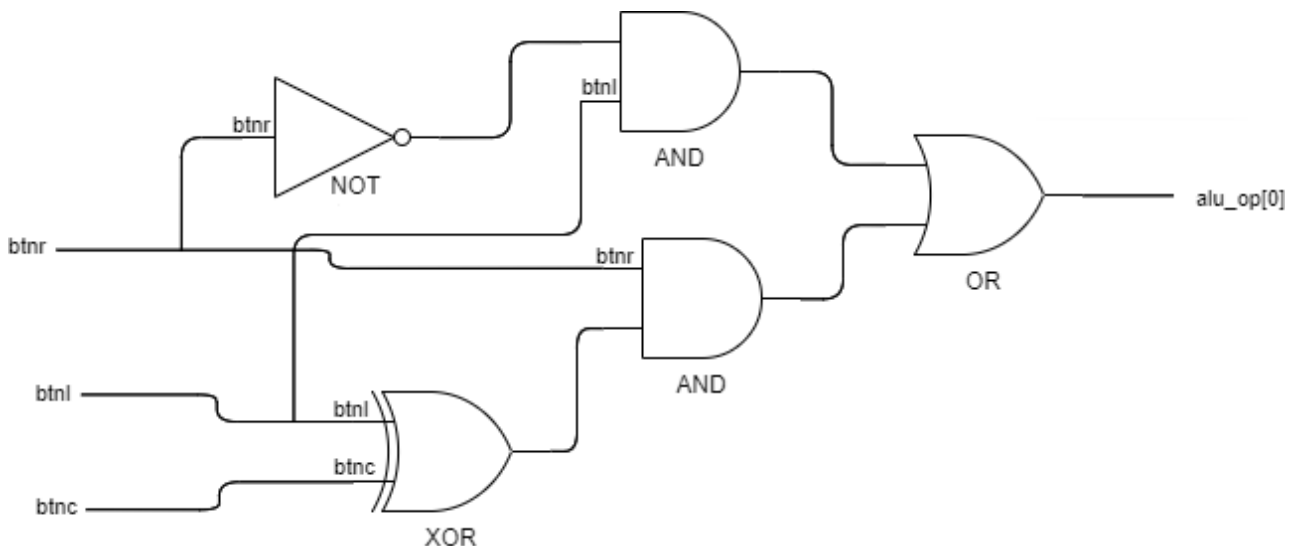 btnl
btnr
AND
NOT
alu_op[0]
btnr
btnr
OR
AND
btnl
btnl
btnc
btnc
XOR